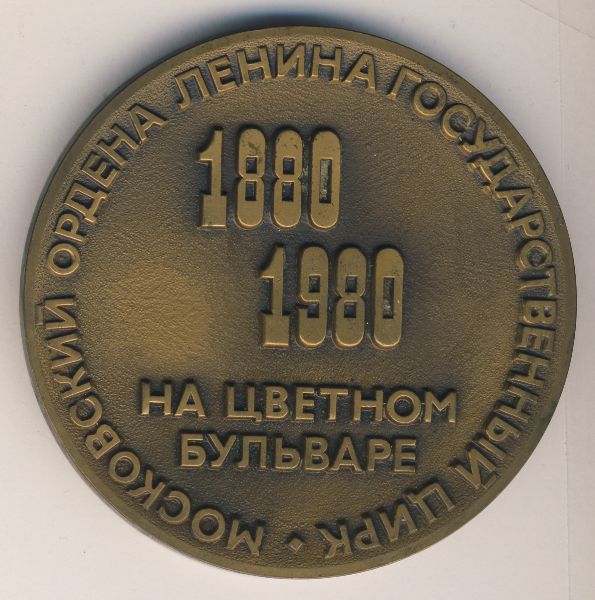 МОСКОВСКИЙ ОРДЕНА ЛЕНИНА ГОСУДАРСТВЕННЫЙ ЦИРК
1880
1980
НА ЦВЕТНОМ
БУЛЬВАРЕ